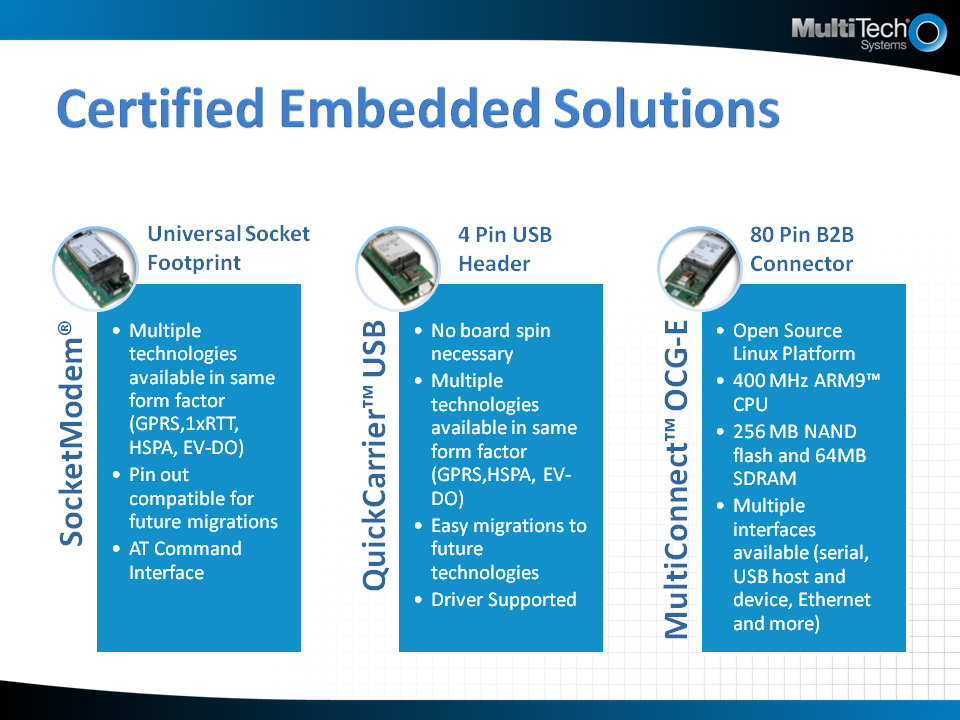 MultiTech®
Systems
Certified Embedded Solutions
Universal Socket
Footprint
SocketModem®
• Multiple
technologies
available in same
form factor
(GPRS,1xRTT,
HSPA, EV-DO)
• Pin out
compatible for
future migrations
• AT Command
Interface
4 Pin USB
Header
QuickCarrier™ USB
• No board spin
necessary
• Multiple
technologies
available in same
form factor
(GPRS,HSPA, EV-
DO)
• Easy migrations to
future
technologies
• Driver Supported
80 Pin B2B
Connector
MultiConnect™ OCG-E
• Open Source
Linux Platform
• 400 MHz ARM9™
CPU
• 256 MB NAND
flash and 64MB
SDRAM
• Multiple
interfaces
available (serial,
USB host and
device, Ethernet
and more)